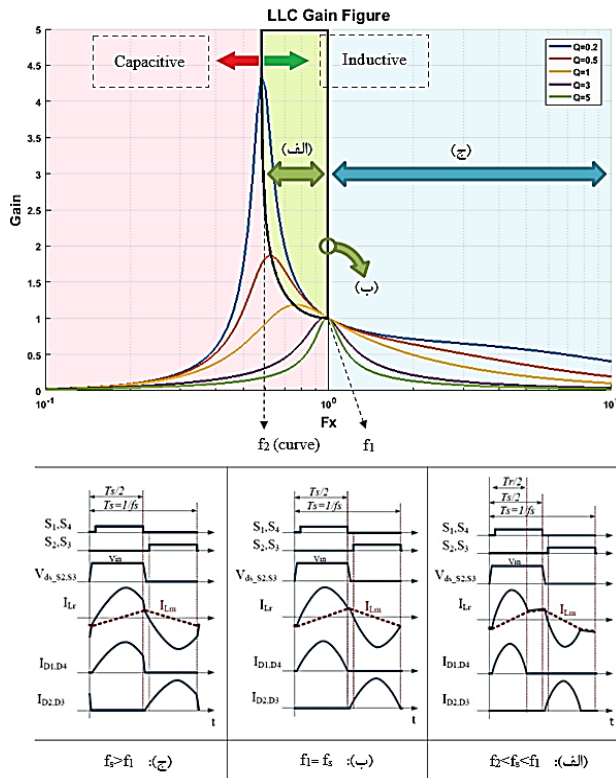 LLC Gain Figure
Capacitive
Inductive
Q=0.2
Q=0.5
Q=1
Q=3
Q=5
(الف)
(ج)
(ب)
Gain
5
4.5
4
3.5
3
2.5
2
1.5
1
0.5
0
10⁻¹
10⁰
10¹
Fx
f₂ (curve)
f₁
Ts/2
Ts=1/fs
S₁,S₄
S₂,S₃
Vin
Vds_S2,S3
ILr
ILm
ID1,D4
ID2,D3
t
fs>f₁ :(ج)
Ts/2
Ts=1/fs
S₁,S₄
S₂,S₃
Vin
Vds_S2,S3
ILr
ILm
ID1,D4
ID2,D3
t
f₁= fs :(ب)
Tr/2
Ts/2
Ts=1/fs
S₁,S₄
S₂,S₃
Vin
Vds_S2,S3
ILr
ILm
ID1,D4
ID2,D3
t
f₂<fs<f₁ :(الف)